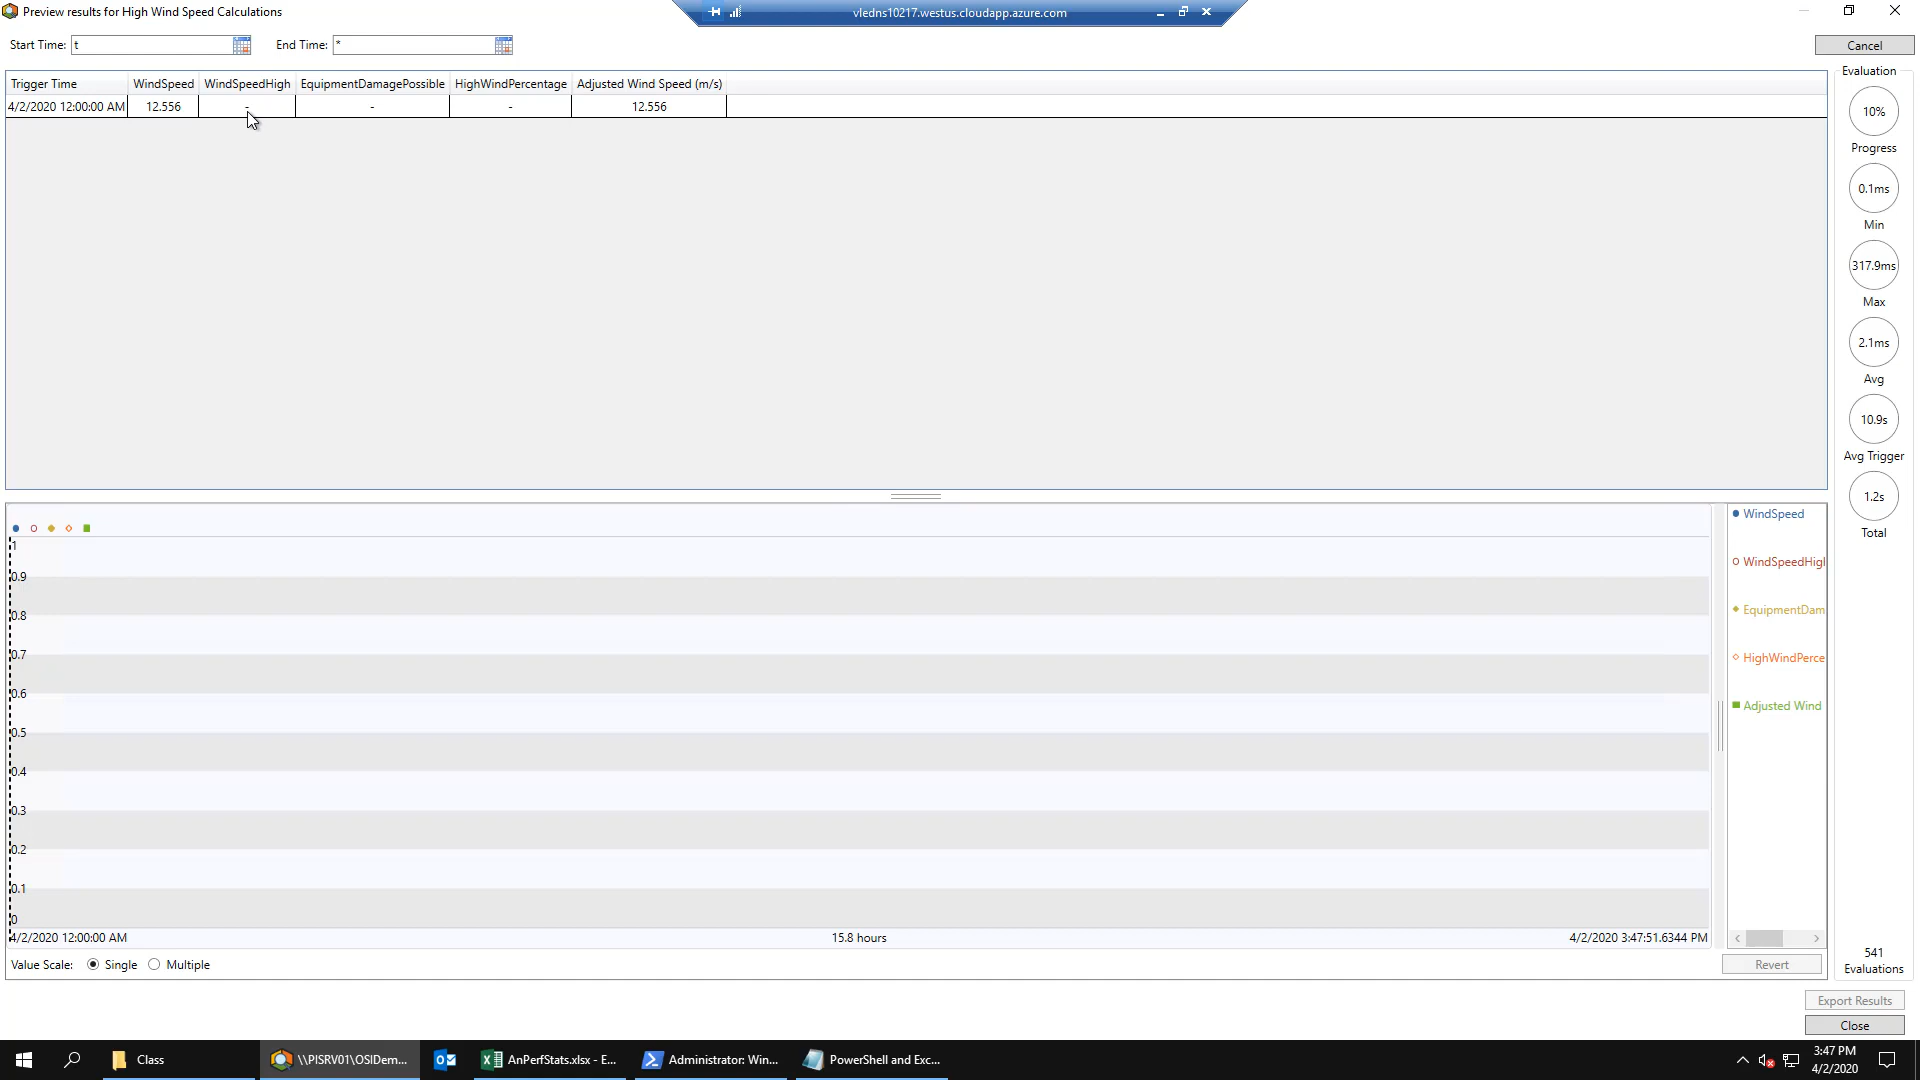 Preview results for High Wind Speed Calculations
vledns10217.westus.cloudapp.azure.com
Start Time: t
End Time: *
Cancel
Trigger Time WindSpeed WindSpeedHigh EquipmentDamagePossible HighWindPercentage Adjusted Wind Speed (m/s)
4/2/2020 12:00:00 AM 12.556 - - - 12.556
Evaluation
10%
Progress
0.1ms
Min
317.9ms
Max
2.1ms
Avg
10.9s
Avg Trigger
1.2s
Total
541
Evaluations
1
0.9
0.8
0.7
0.6
0.5
0.4
0.3
0.2
0.1
0
4/2/2020 12:00:00 AM 15.8 hours 4/2/2020 3:47:51.6344 PM
WindSpeed
WindSpeedHigl
EquipmentDam
HighWindPerce
Adjusted Wind
Value Scale: Single Multiple
Revert
Export Results
Close
Class
\\PISRV01\OSIDem...
AnPerfStats.xlsx - E...
Administrator: Win...
PowerShell and Exc...
3:47 PM
4/2/2020